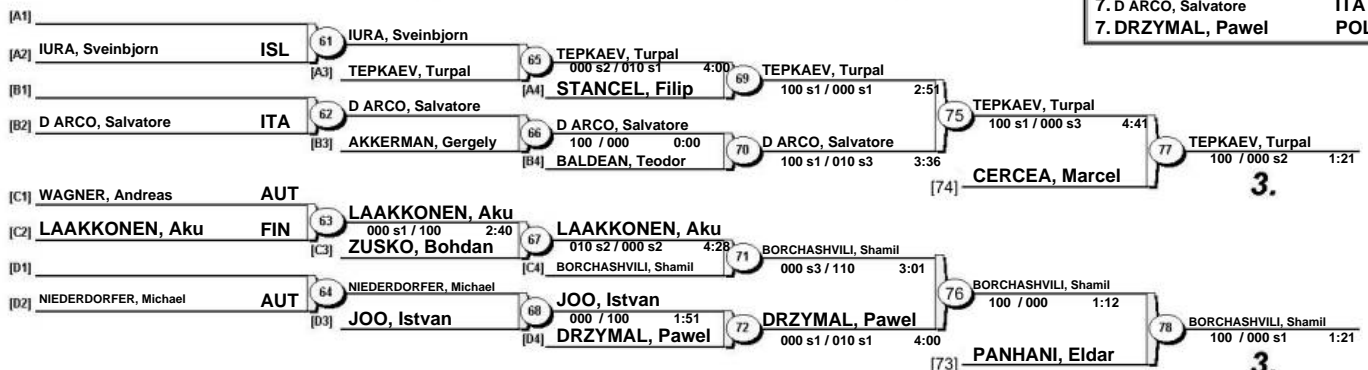 7. D ARCO, Salvatore ITA
7. DRZYMAL, Pawel POL
[A1]
[A2] IURA, Sveinbjorn ISL
61 IURA, Sveinbjorn
[A3] TEPKAEV, Turpal
65 TEPKAEV, Turpal
000 s2 / 010 s1 4:00
[A4] STANCEL, Filip
69 TEPKAEV, Turpal
100 s1 / 000 s1 2:51
[B1]
[B2] D ARCO, Salvatore ITA
62 D ARCO, Salvatore
[B3] AKKERMAN, Gergely
66 D ARCO, Salvatore
100 / 000 0:00
[B4] BALDEAN, Teodor
70 D ARCO, Salvatore
100 s1 / 010 s3 3:36
75 TEPKAEV, Turpal
100 s1 / 000 s3 4:41
[74] CERCEA, Marcel
77 TEPKAEV, Turpal
100 / 000 s2 1:21
3.
[C1] WAGNER, Andreas AUT
[C2] LAAKKONEN, Aku FIN
63 LAAKKONEN, Aku
000 s1 / 100 2:40
[C3] ZUSKO, Bohdan
67 LAAKKONEN, Aku
010 s2 / 000 s2 4:28
[C4] BORCHASHVILI, Shamil
71 BORCHASHVILI, Shamil
000 s3 / 110 3:01
[D1]
[D2] NIEDERDORFER, Michael AUT
64 NIEDERDORFER, Michael
[D3] JOO, Istvan
68 JOO, Istvan
000 / 100 1:51
[D4] DRZYMAL, Pawel
72 DRZYMAL, Pawel
000 s1 / 010 s1 4:00
76 BORCHASHVILI, Shamil
100 / 000 1:12
[73] PANHANI, Eldar
78 BORCHASHVILI, Shamil
100 / 000 s1 1:21
3.